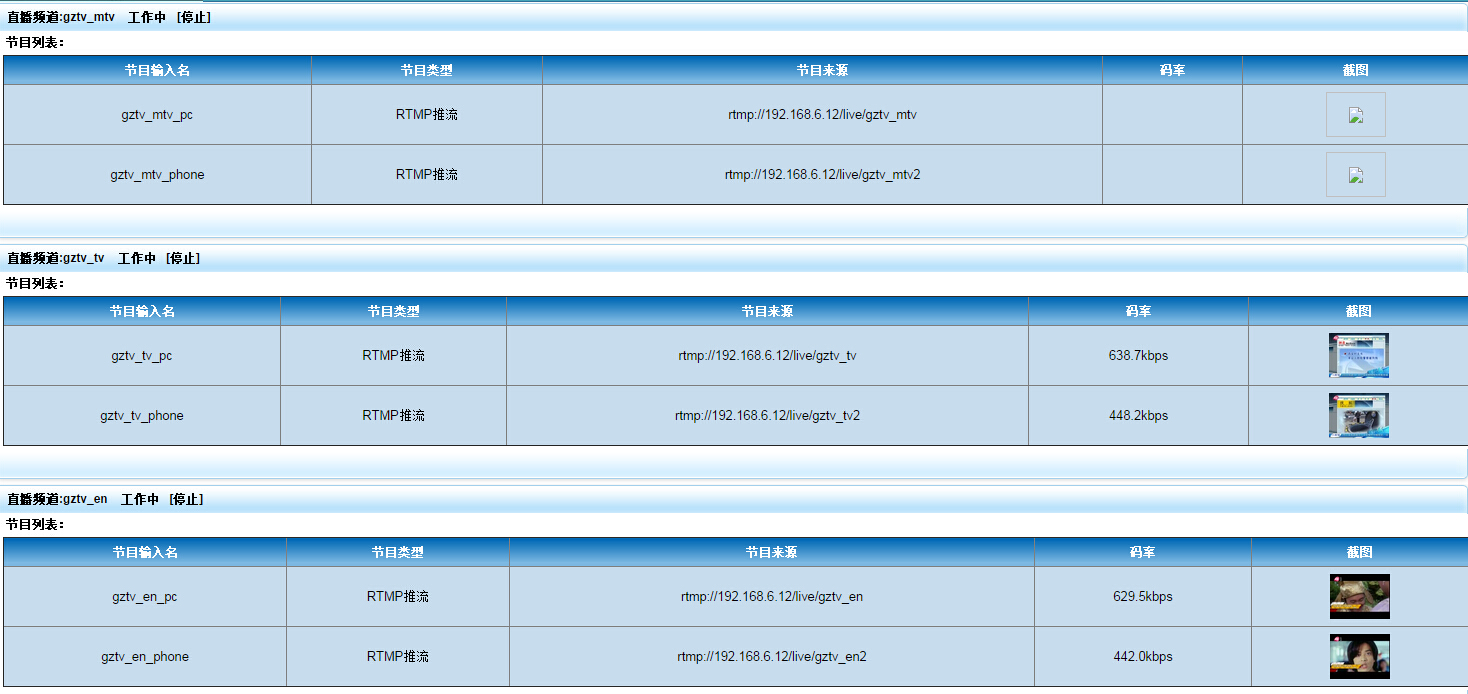 直播频道:gztv_mtv 工作中 [停止]
节目列表:
节目输入名 节目类型 节目来源 码率 截图
gztv_mtv_pc RTMP推流 rtmp://192.168.6.12/live/gztv_mtv
gztv_mtv_phone RTMP推流 rtmp://192.168.6.12/live/gztv_mtv2
直播频道:gztv_tv 工作中 [停止]
节目列表:
节目输入名 节目类型 节目来源 码率 截图
gztv_tv_pc RTMP推流 rtmp://192.168.6.12/live/gztv_tv 638.7kbps
gztv_tv_phone RTMP推流 rtmp://192.168.6.12/live/gztv_tv2 448.2kbps
直播频道:gztv_en 工作中 [停止]
节目列表:
节目输入名 节目类型 节目来源 码率 截图
gztv_en_pc RTMP推流 rtmp://192.168.6.12/live/gztv_en 629.5kbps
gztv_en_phone RTMP推流 rtmp://192.168.6.12/live/gztv_en2 442.0kbps